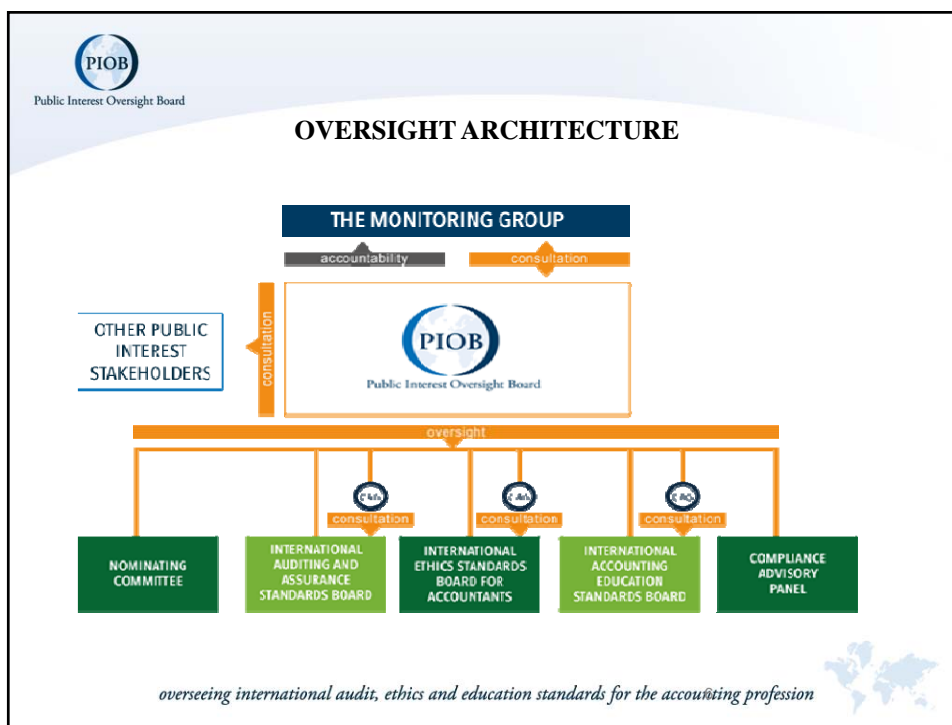 PIOB
Public Interest Oversight Board
OVERSIGHT ARCHITECTURE
THE MONITORING GROUP
accountability
consultation
OTHER PUBLIC
INTEREST
STAKEHOLDERS
consultation
PIOB
Public Interest Oversight Board
oversight
consultation
consultation
consultation
NOMINATING
COMMITTEE
INTERNATIONAL
AUDITING AND
ASSURANCE
STANDARDS BOARD
INTERNATIONAL
ETHICS STANDARDS
BOARD FOR
ACCOUNTANTS
INTERNATIONAL
ACCOUNTING
EDUCATION
STANDARDS BOARD
COMPLIANCE
ADVISORY
PANEL
overseeing international audit, ethics and education standards for the accounting profession